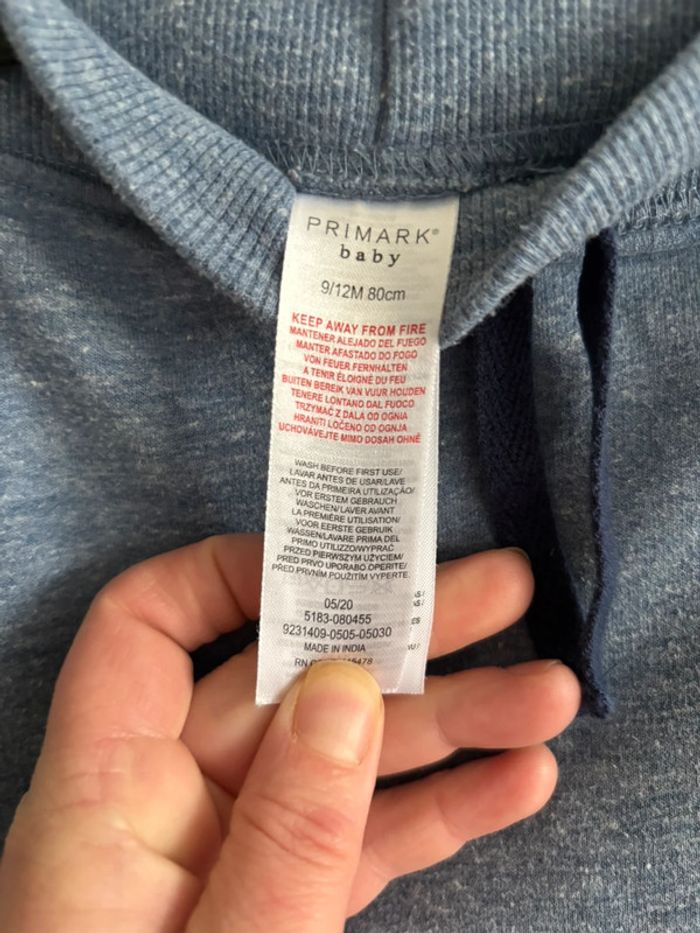 PRIMARK®
baby
9/12M 80cm
KEEP AWAY FROM FIRE
MANTENER ALEJADO DEL FUEGO
MANTER AFASTADO DO FOGO
VON FEUER FERNHALTEN
A TENIR ÉLOIGNÉ DU FEU
BUITEN BEREIK VAN VUUR HOUDEN
TENERE LONTANO DAL FUOCO
TRZYMAĆ Z DALA OD OGNIA
HRANITI LOČENO OD OGNJA
UCHOVÁVEJTE MIMO DOSAH OHNĚ
WASH BEFORE FIRST USE/
LAVAR ANTES DE USAR/LAVE
ANTES DA PRIMEIRA UTILIZAÇÃO/
VOR ERSTEM GEBRAUCH
WASCHEN/LAVER AVANT
LA PREMIÈRE UTILISATION/
VOOR EERSTE GEBRUIK
WASSEN/LAVARE PRIMA DEL
PRIMO UTILIZZO/WYPRAĆ
PRZED PIERWSZYM UŻYCIEM/
PRED PRVO UPORABO OPERITE/
PŘED PRVNÍM POUŽITÍM VYPERTE.
05/20
5183-080455
9231409-0505-05030
MADE IN INDIA
RN